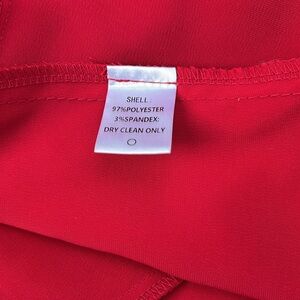 SHELL:
97%POLYESTER
3%SPANDEX:
DRY CLEAN ONLY